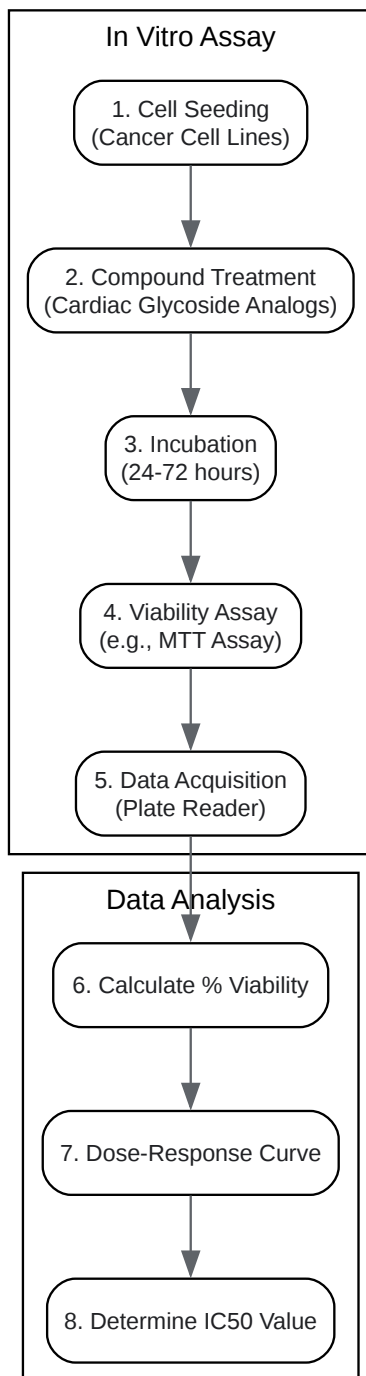 In Vitro Assay
1. Cell Seeding
(Cancer Cell Lines)
2. Compound Treatment
(Cardiac Glycoside Analogs)
3. Incubation
(24-72 hours)
4. Viability Assay
(e.g., MTT Assay)
5. Data Acquisition
(Plate Reader)
Data Analysis
6. Calculate % Viability
7. Dose-Response Curve
8. Determine IC50 Value